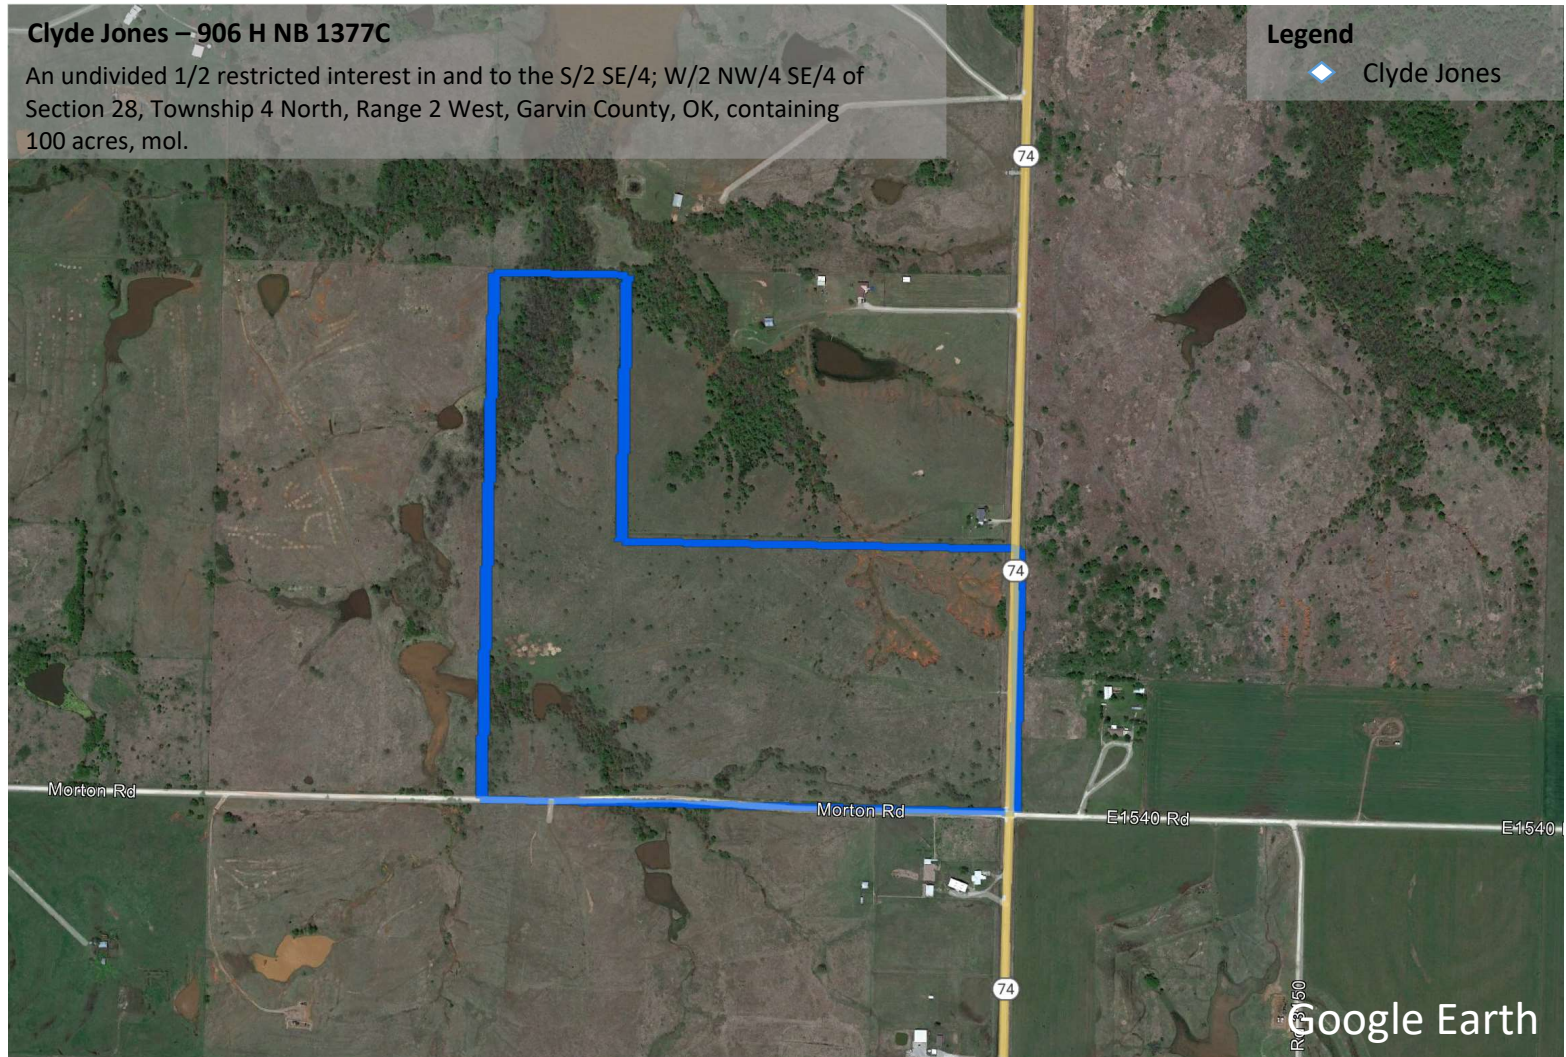 Clyde Jones – 906 H NB 1377C
An undivided 1/2 restricted interest in and to the S/2 SE/4; W/2 NW/4 SE/4 of
Section 28, Township 4 North, Range 2 West, Garvin County, OK, containing
100 acres, mol.
Legend
Clyde Jones
74
74
Morton Rd
Morton Rd
E1540 Rd
E1540
74
Google Earth